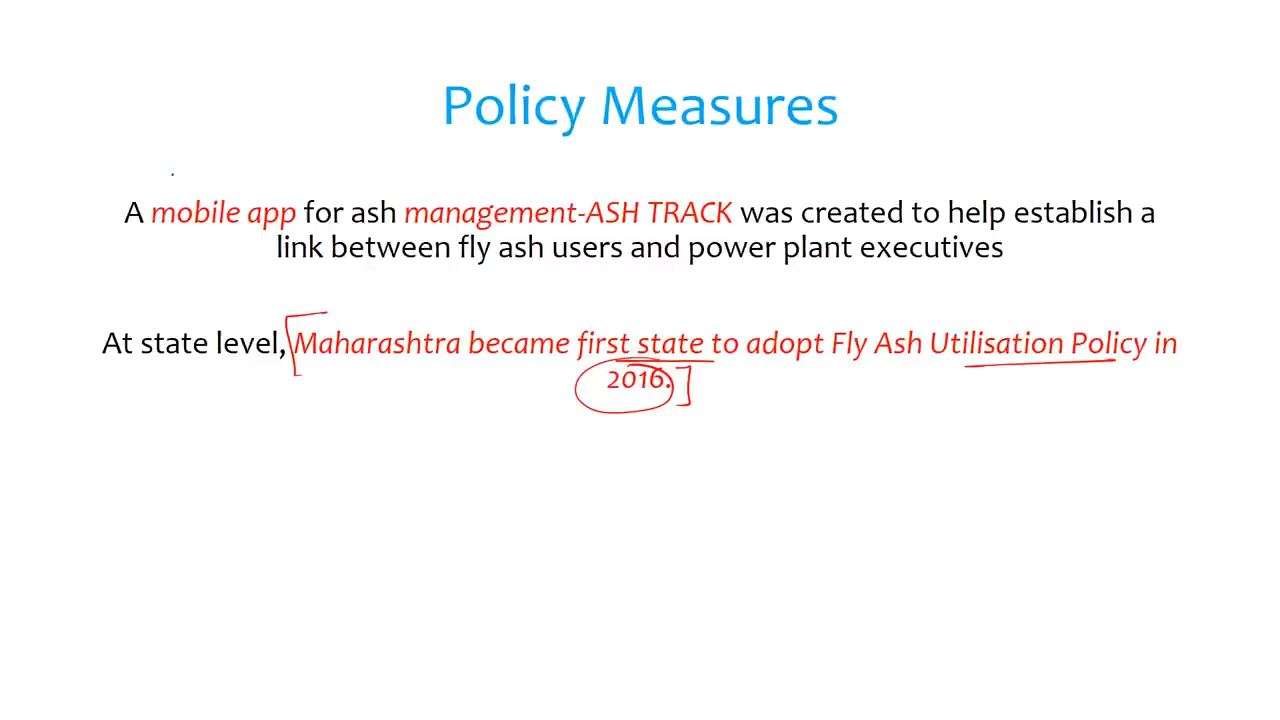 Policy Measures
A mobile app for ash management-ASH TRACK was created to help establish a
link between fly ash users and power plant executives
At state level, Maharashtra became first state to adopt Fly Ash Utilisation Policy in
2016.